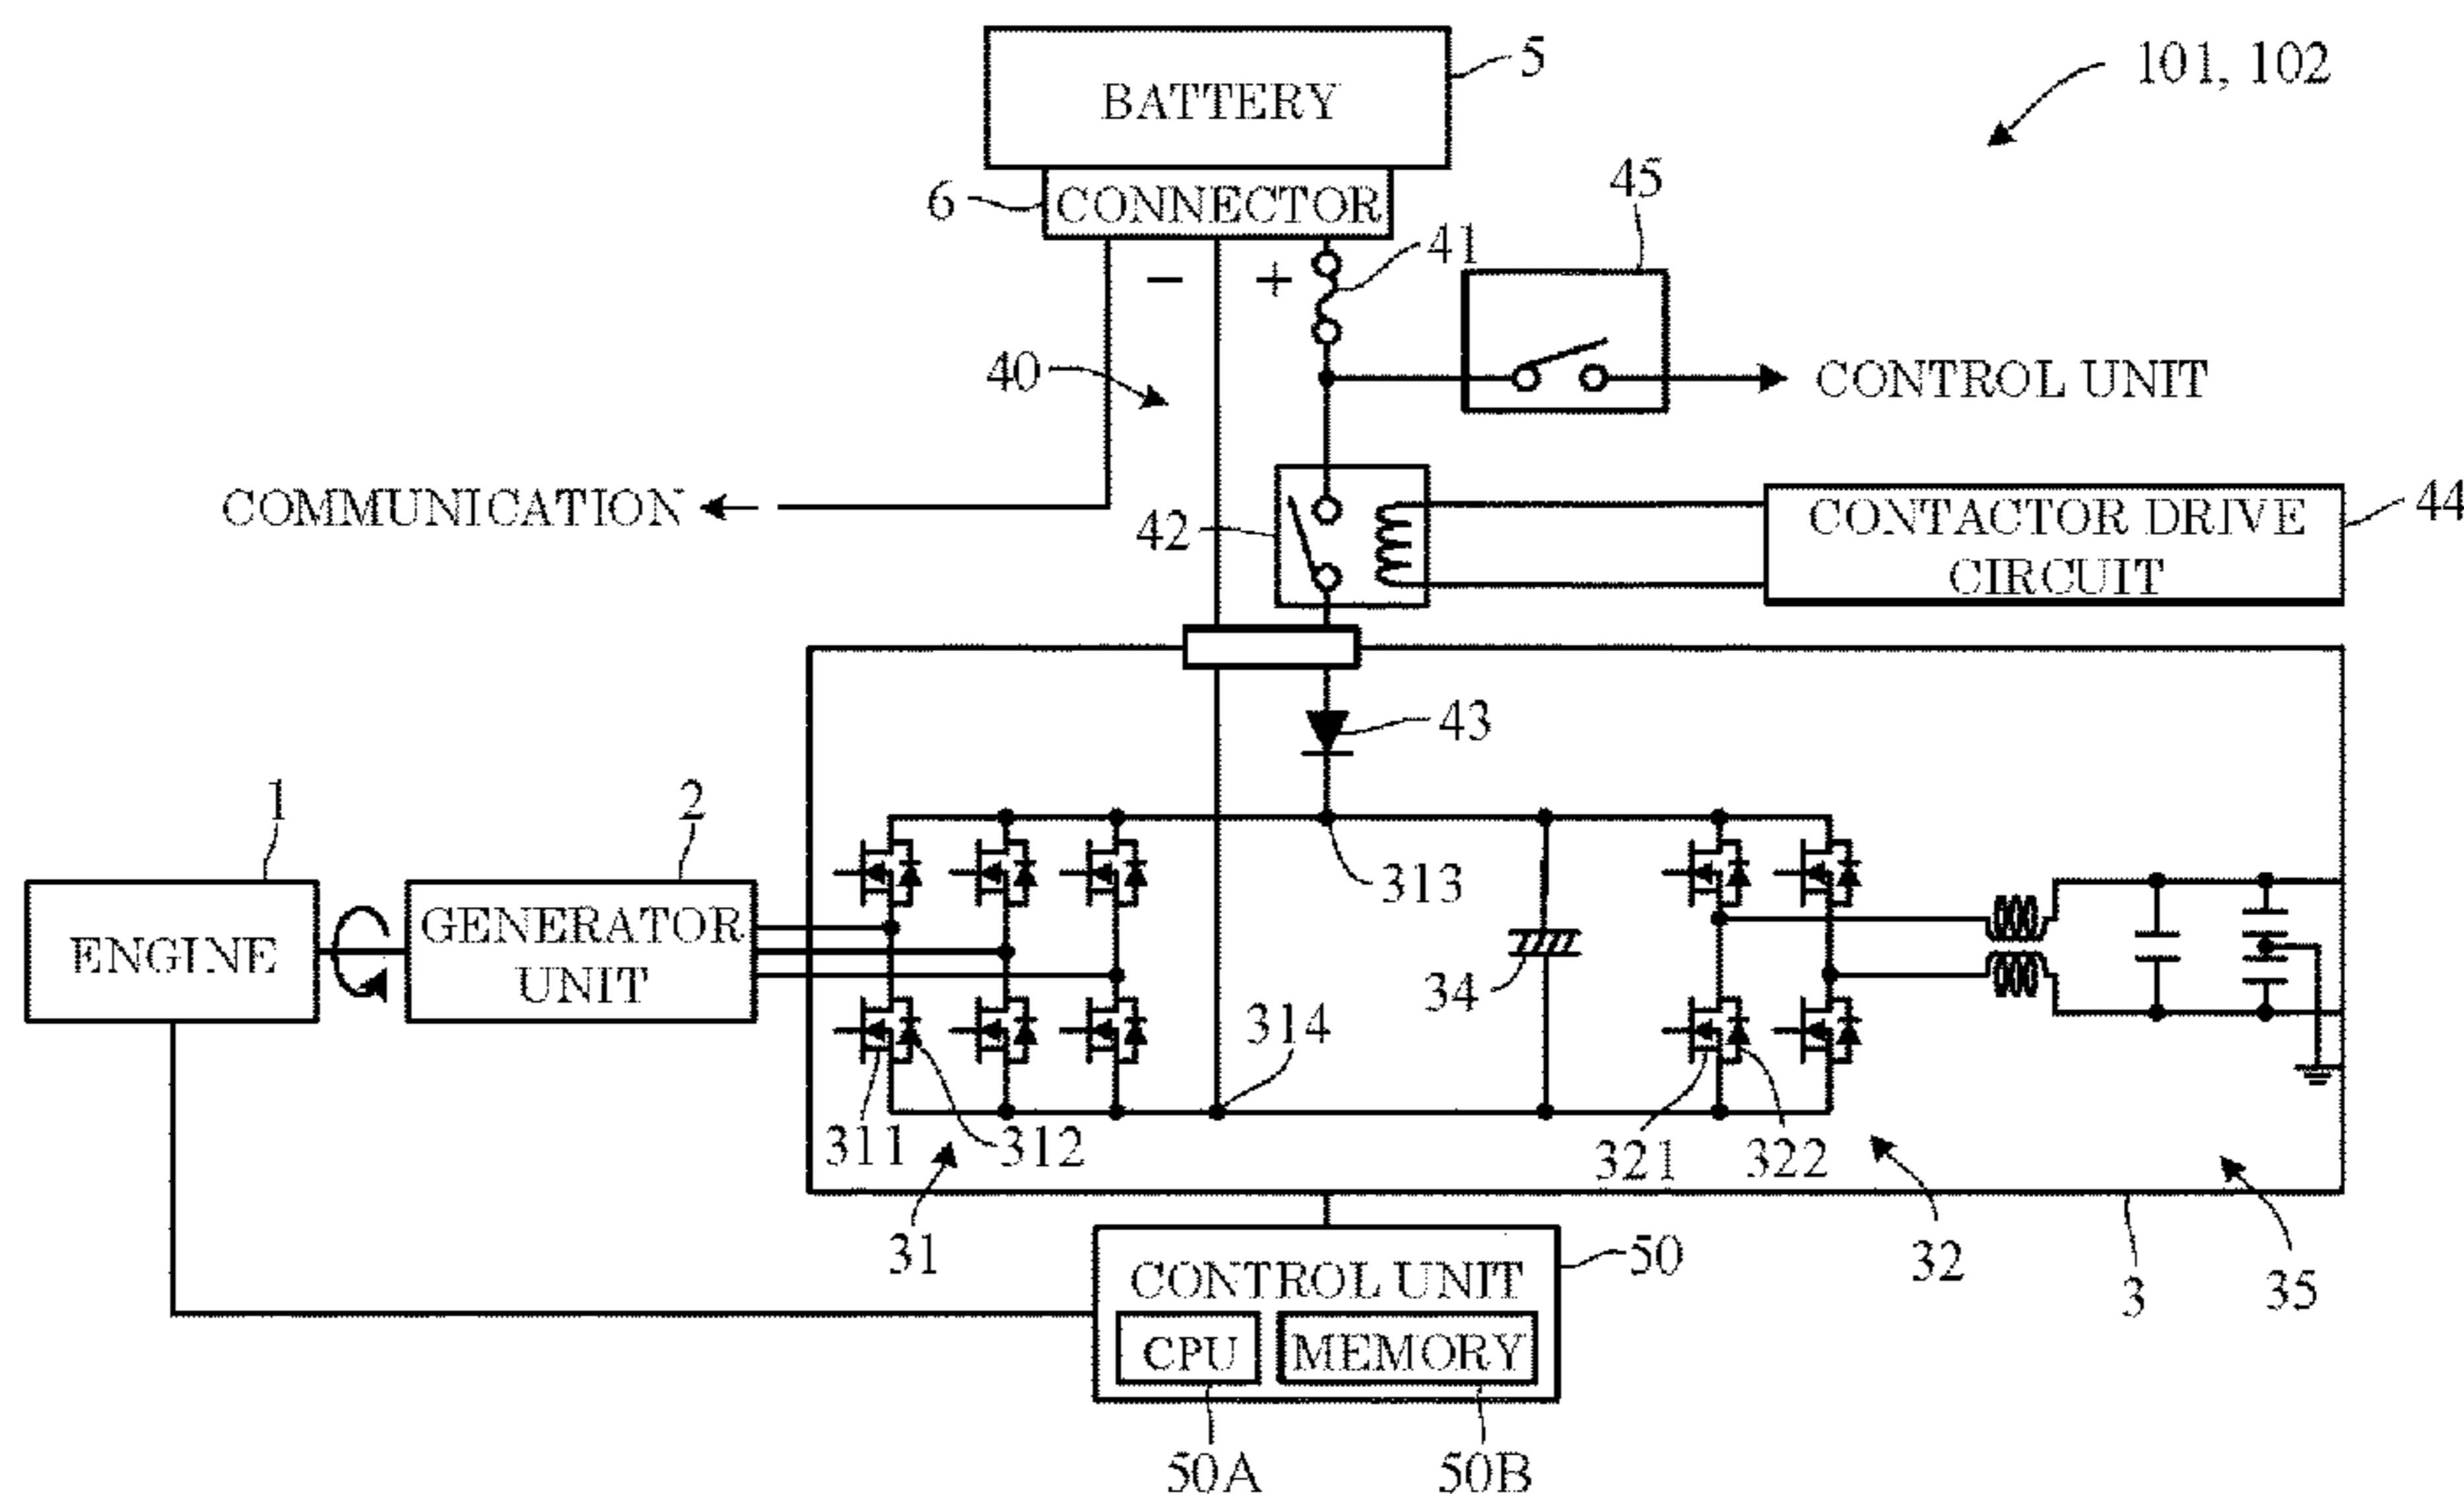 BATTERY
5
101, 102
6
CONNECTOR
45
41
− +
40
CONTROL UNIT
COMMUNICATION
42
CONTACTOR DRIVE
CIRCUIT
44
43
1
2
313
ENGINE
GENERATOR
UNIT
34
314
311
312
321
322
31
32
35
3
CONTROL UNIT
50
CPU
MEMORY
50A
50B